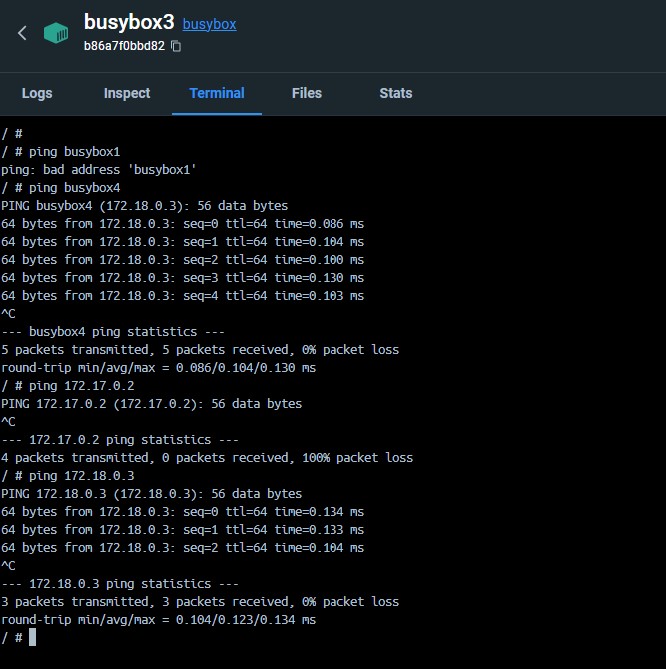 busybox3 busybox
b86a7f0bbd82
Logs Inspect Terminal Files Stats
/ #
/ # ping busybox1
ping: bad address 'busybox1'
/ # ping busybox4
PING busybox4 (172.18.0.3): 56 data bytes
64 bytes from 172.18.0.3: seq=0 ttl=64 time=0.086 ms
64 bytes from 172.18.0.3: seq=1 ttl=64 time=0.104 ms
64 bytes from 172.18.0.3: seq=2 ttl=64 time=0.100 ms
64 bytes from 172.18.0.3: seq=3 ttl=64 time=0.130 ms
64 bytes from 172.18.0.3: seq=4 ttl=64 time=0.103 ms
^C
--- busybox4 ping statistics ---
5 packets transmitted, 5 packets received, 0% packet loss
round-trip min/avg/max = 0.086/0.104/0.130 ms
/ # ping 172.17.0.2
PING 172.17.0.2 (172.17.0.2): 56 data bytes
^C
--- 172.17.0.2 ping statistics ---
4 packets transmitted, 0 packets received, 100% packet loss
/ # ping 172.18.0.3
PING 172.18.0.3 (172.18.0.3): 56 data bytes
64 bytes from 172.18.0.3: seq=0 ttl=64 time=0.134 ms
64 bytes from 172.18.0.3: seq=1 ttl=64 time=0.133 ms
64 bytes from 172.18.0.3: seq=2 ttl=64 time=0.104 ms
^C
--- 172.18.0.3 ping statistics ---
3 packets transmitted, 3 packets received, 0% packet loss
round-trip min/avg/max = 0.104/0.123/0.134 ms
/ #